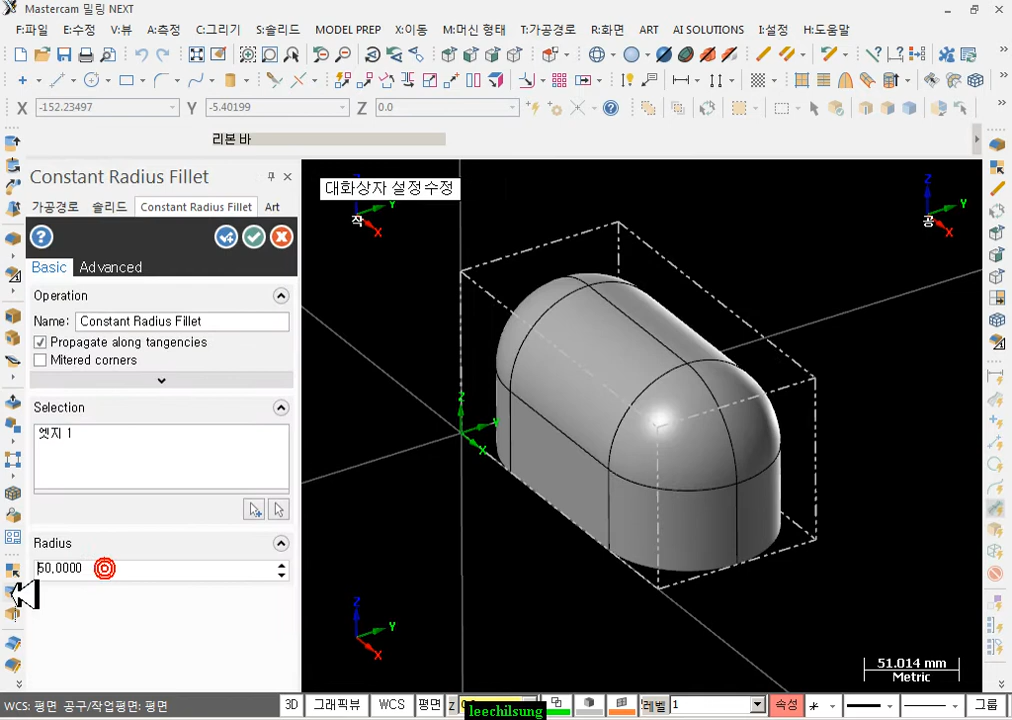 Mastercam 밀링 NEXT
F:파일 E:수정 V:뷰 A:측정 C:그리기 S:솔리드 MODEL PREP X:이동 M:머신 형태 T:가공경로 R:화면 ART AI SOLUTIONS I:설정 H:도움말
X -152.23497 Y -5.40199 Z 0.0
리본 바
Constant Radius Fillet
가공경로 솔리드 Constant Radius Fillet Art
Basic Advanced
Operation
Name: Constant Radius Fillet
Propagate along tangencies
Mitered corners
Selection
엣지 1
Radius
50.0000
대화상자 설정수정
Z
Y
작
X
Z
Y
공
X
Z
Y
X
Z
Y
X
51.014 mm
Metric
WCS: 평면 공구/작업평면: 평면 3D 그래픽뷰 WCS 평면 Z 레벨 1 속성 그룹
leechilsung